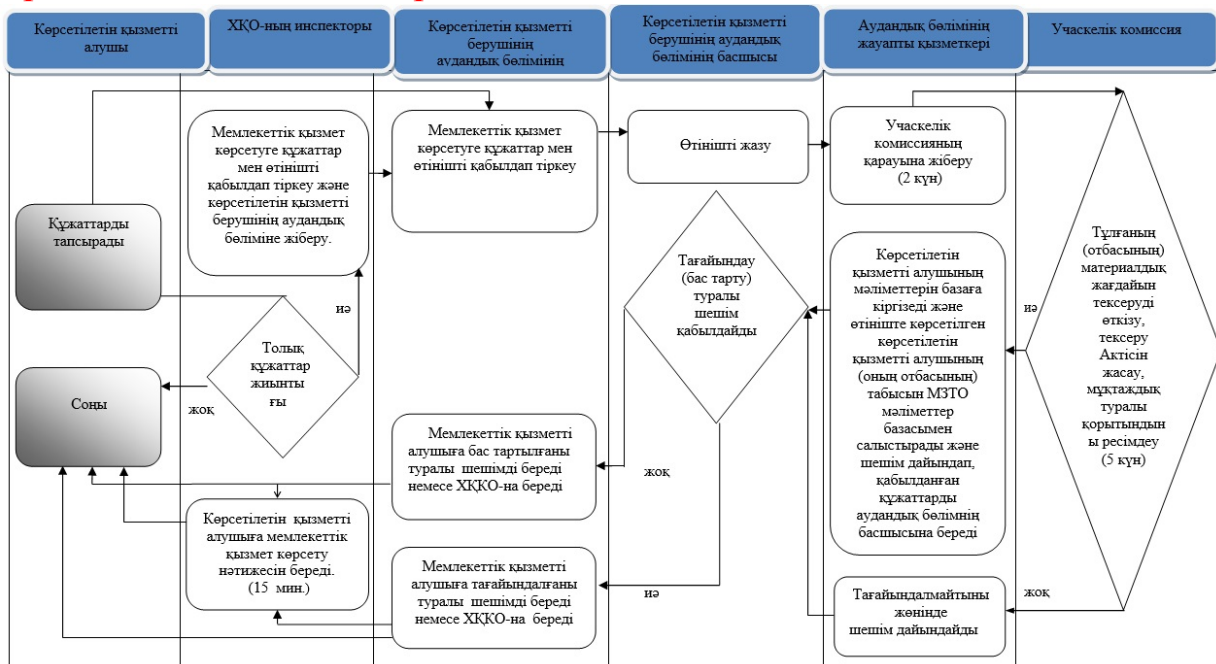 Көрсетілетін қызметті
алушы
ХҚО-ның инспекторы
Көрсетілетін қызметті
берушінің
аудандық бөлімінің
Көрсетілетін қызметті
берушінің аудандық
бөлімінің басшысы
Аудандық бөлімінің
жауапты қызметкері
Учаскелік комиссия
Құжаттарды
тапсырады
Соңы
Мемлекеттік қызмет
көрсетуге құжаттар
мен өтінішті
қабылдап тіркеу және
көрсетілетін қызметті
берушінің аудандық
бөліміне жіберу.
иә
Толық
құжаттар
жиынты
ғы
жоқ
Көрсетілетін қызметті
алушыға мемлекеттік
қызмет көрсету
нәтижесін береді.
(15 мин.)
Мемлекеттік қызмет
көрсетуге құжаттар мен
өтінішті қабылдап тіркеу
Мемлекеттік қызметті
алушыға бас тартылғаны
туралы шешімді береді
немесе ХҚКО-на береді
Мемлекеттік қызметті
алушыға тағайындалғаны
туралы шешімді береді
немесе ХҚКО-на береді
Өтінішті жазу
Тағайындау
(бас тарту)
туралы
шешім
қабылдайды
жоқ
иә
Учаскелік
комиссияның
қарауына жіберу
(2 күн)
Көрсетілетін
қызметті алушының
мәліметтерін базаға
кіргізеді және
өтініште көрсетілген
көрсетілетін
қызметті алушының
(оның отбасының)
табысын МЗТО
мәліметтер
базасымен
салыстырады және
шешім дайындап,
қабылданған
құжаттарды
аудандық бөлімнің
басшысына береді
Тағайындалмайтыны
жөнінде
шешім дайындайды
иә
жоқ
Тұлғаның
(отбасының)
материалдық
жағдайын
тексеруді
өткізу,
тексеру
Актісін
жасау,
мұқтаждық
туралы
қорытындын
ы ресімдеу
(5 күн)